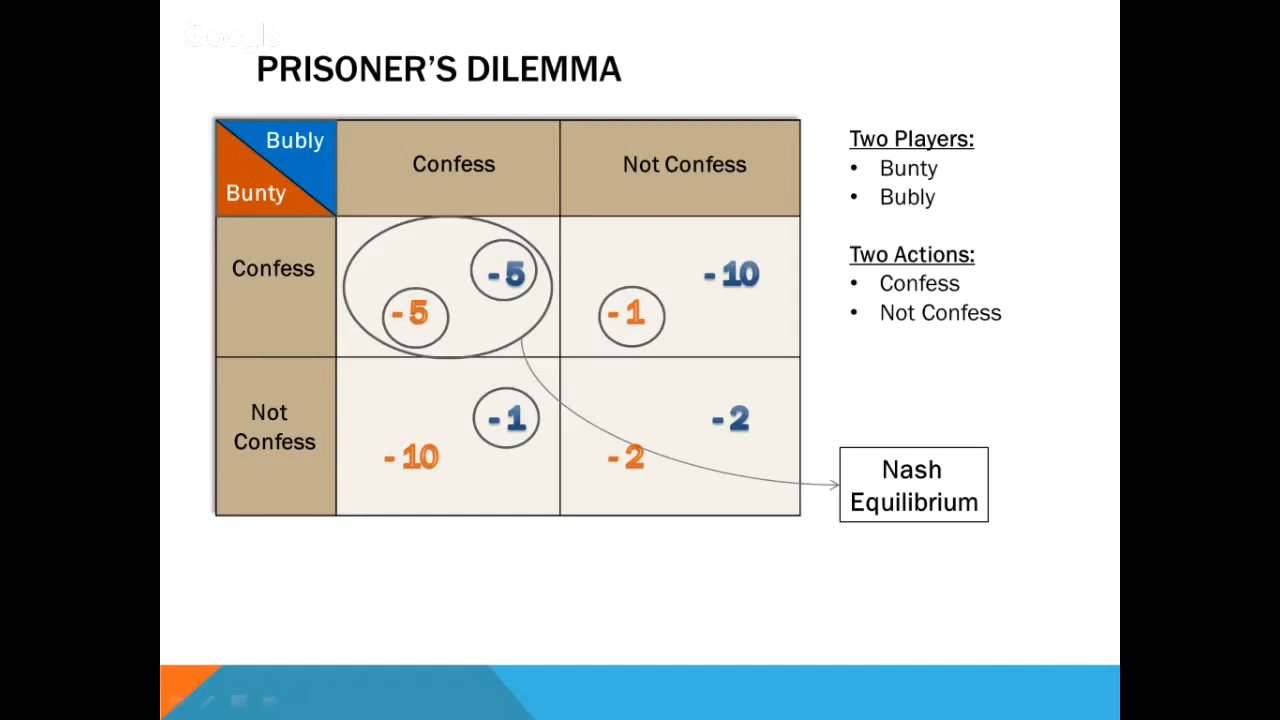 Google
PRISONER'S DILEMMA
Bubly
Bunty
Confess
Not Confess
Confess
- 5
- 5
- 10
- 1
Not
Confess
- 1
- 10
- 2
- 2
Two Players:
• Bunty
• Bubly
Two Actions:
• Confess
• Not Confess
Nash
Equilibrium